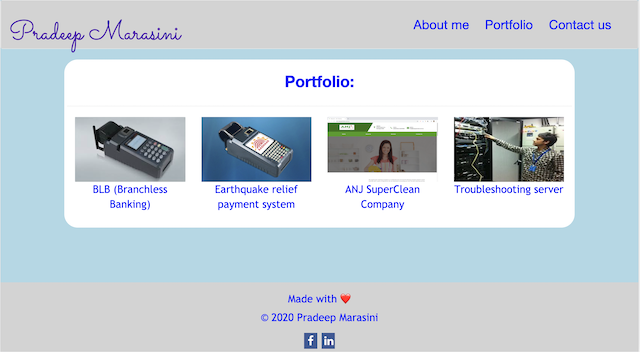 Pradeep Marasini
About me
Portfolio
Contact us
Portfolio:
BLB (Branchless
Banking)
Earthquake relief
payment system
ANJ SuperClean
Company
Troubleshooting server
Made with ❤️
© 2020 Pradeep Marasini